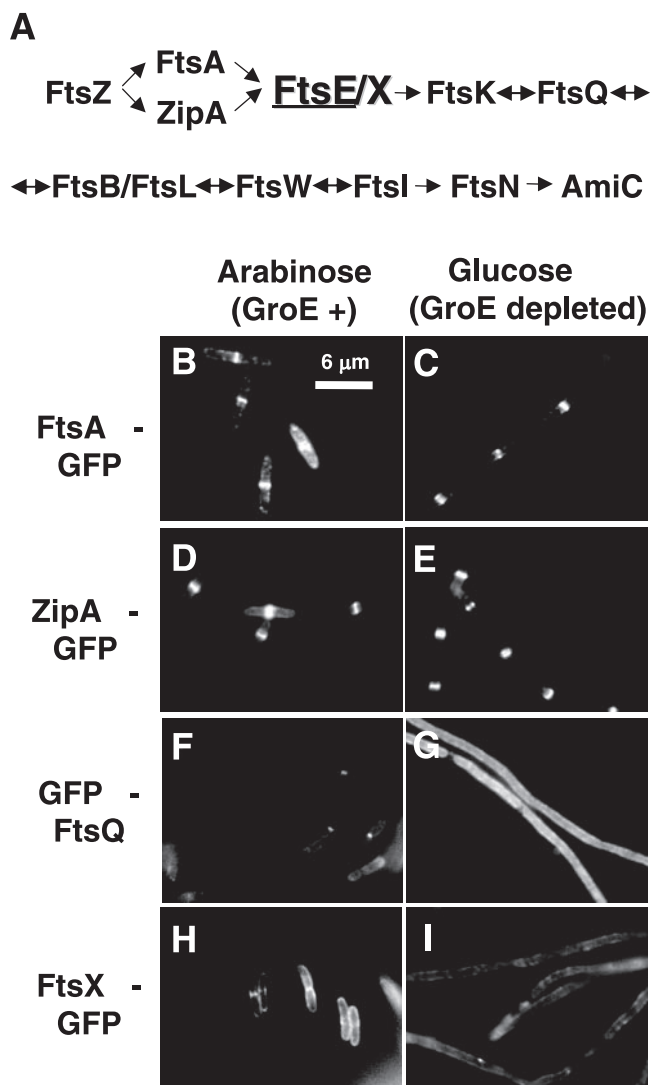 A
FtsZ FtsA ZipA FtsE/X FtsK FtsQ
FtsB/FtsL FtsW FtsI FtsN AmiC
Arabinose (GroE +)
Glucose (GroE depleted)
B
6 µm
C
FtsA - GFP
D
E
ZipA - GFP
F
G
GFP - FtsQ
H
I
FtsX - GFP